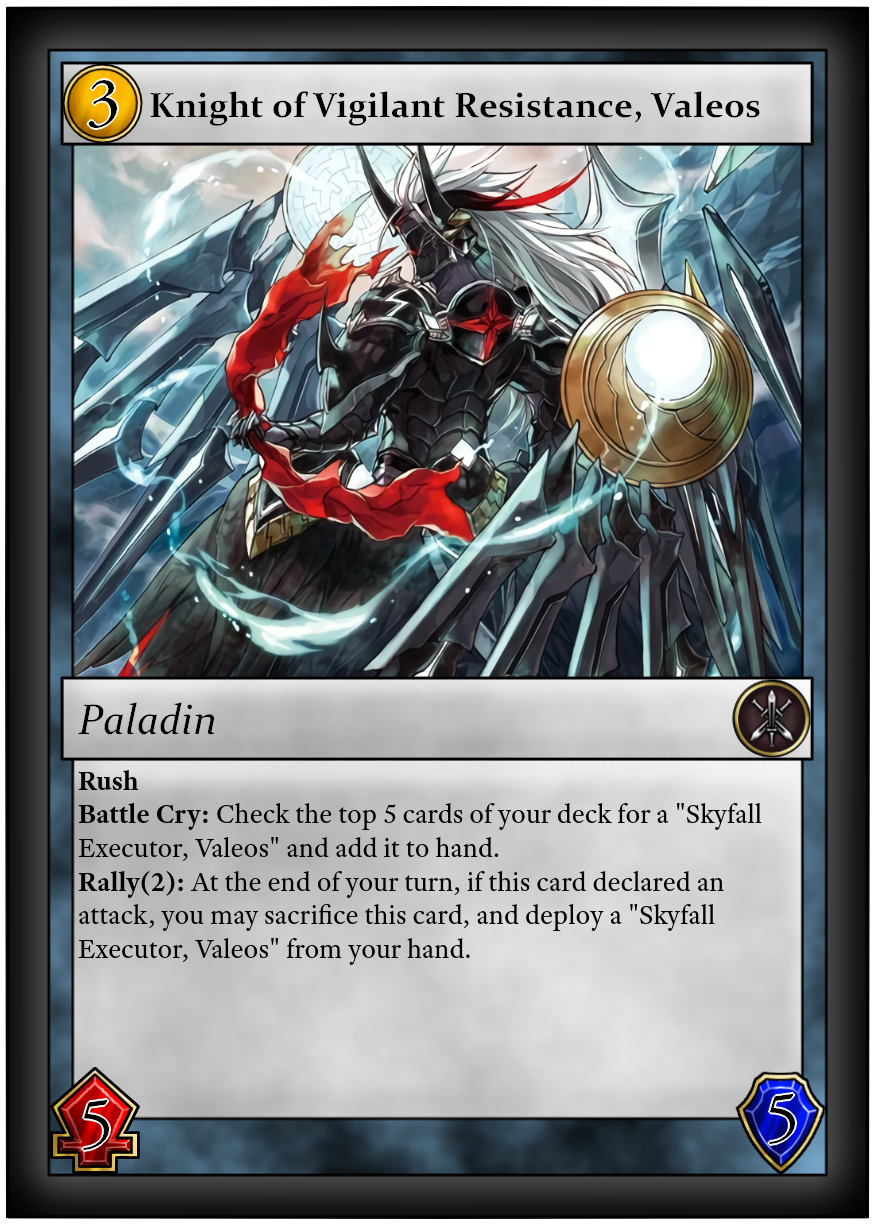 3
Knight of Vigilant Resistance, Valeos
Paladin
Rush
Battle Cry: Check the top 5 cards of your deck for a "Skyfall
Executor, Valeos" and add it to hand.
Rally(2): At the end of your turn, if this card declared an
attack, you may sacrifice this card, and deploy a "Skyfall
Executor, Valeos" from your hand.
5
5